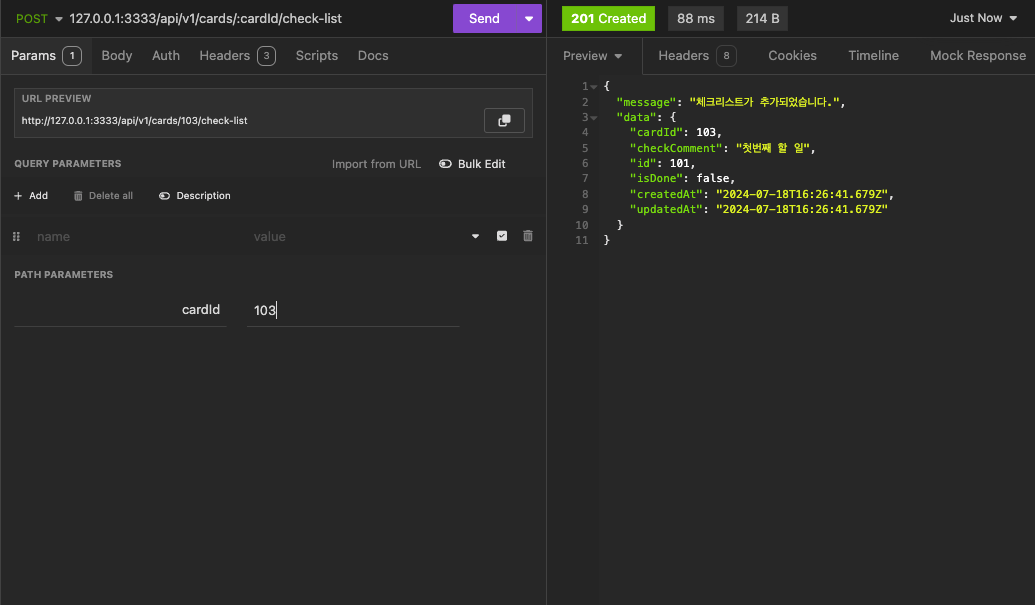 POST 127.0.0.1:3333/api/v1/cards/:cardId/check-list Send
Params 1 Body Auth Headers 3 Scripts Docs
URL PREVIEW
http://127.0.0.1:3333/api/v1/cards/103/check-list
QUERY PARAMETERS Import from URL Bulk Edit
+ Add Delete all Description
name value
PATH PARAMETERS
cardId 103
201 Created 88 ms 214 B Just Now
Preview Headers 8 Cookies Timeline Mock Response
1 {
2 "message": "체크리스트가 추가되었습니다.",
3 "data": {
4 "cardId": 103,
5 "checkComment": "첫번째 할 일",
6 "id": 101,
7 "isDone": false,
8 "createdAt": "2024-07-18T16:26:41.679Z",
9 "updatedAt": "2024-07-18T16:26:41.679Z"
10 }
11 }